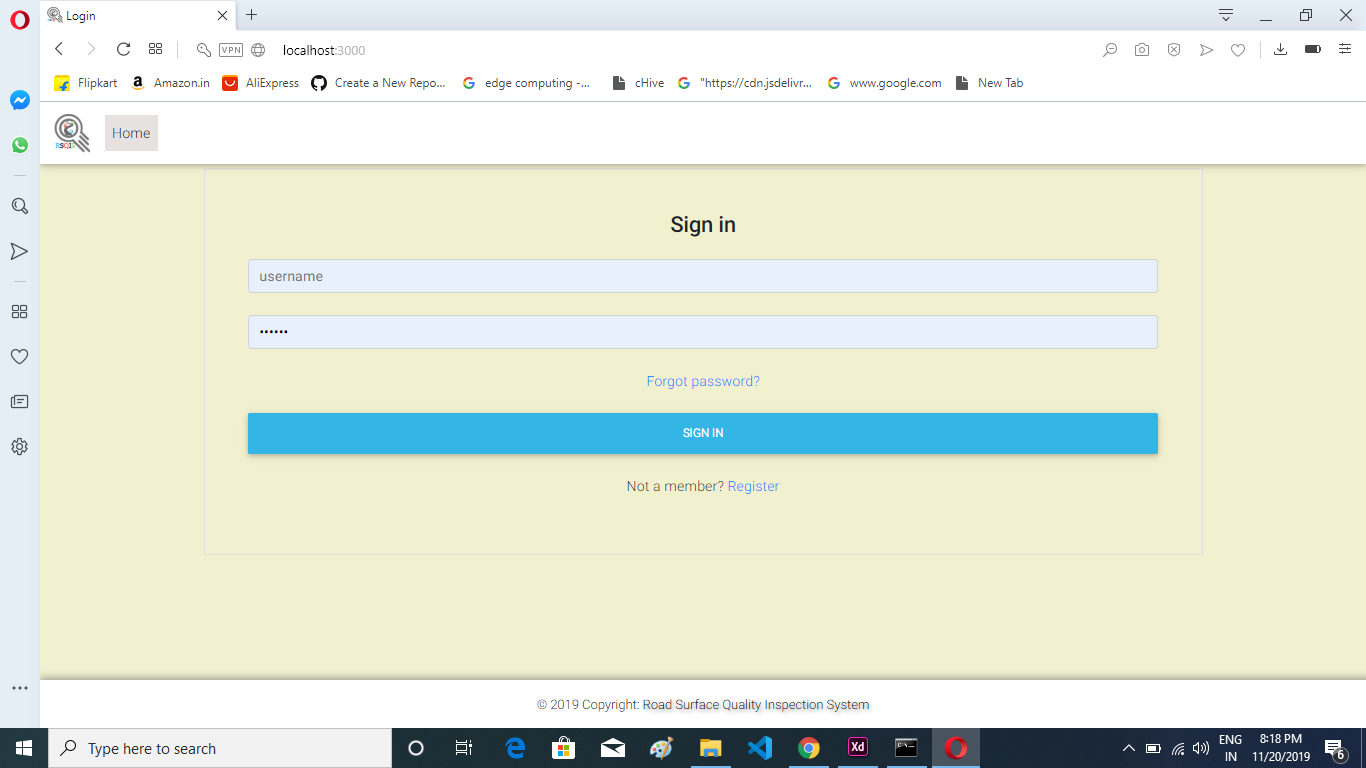 Login
VPN
localhost:3000
Flipkart
Amazon.in
AliExpress
Create a New Repo...
edge computing -...
cHive
"https://cdn.jsdelivr...
www.google.com
New Tab
Home
Sign in
username
••••••
Forgot password?
SIGN IN
Not a member? Register
© 2019 Copyright: Road Surface Quality Inspection System
Type here to search
Xd
ENG
IN
8:18 PM
11/20/2019
6